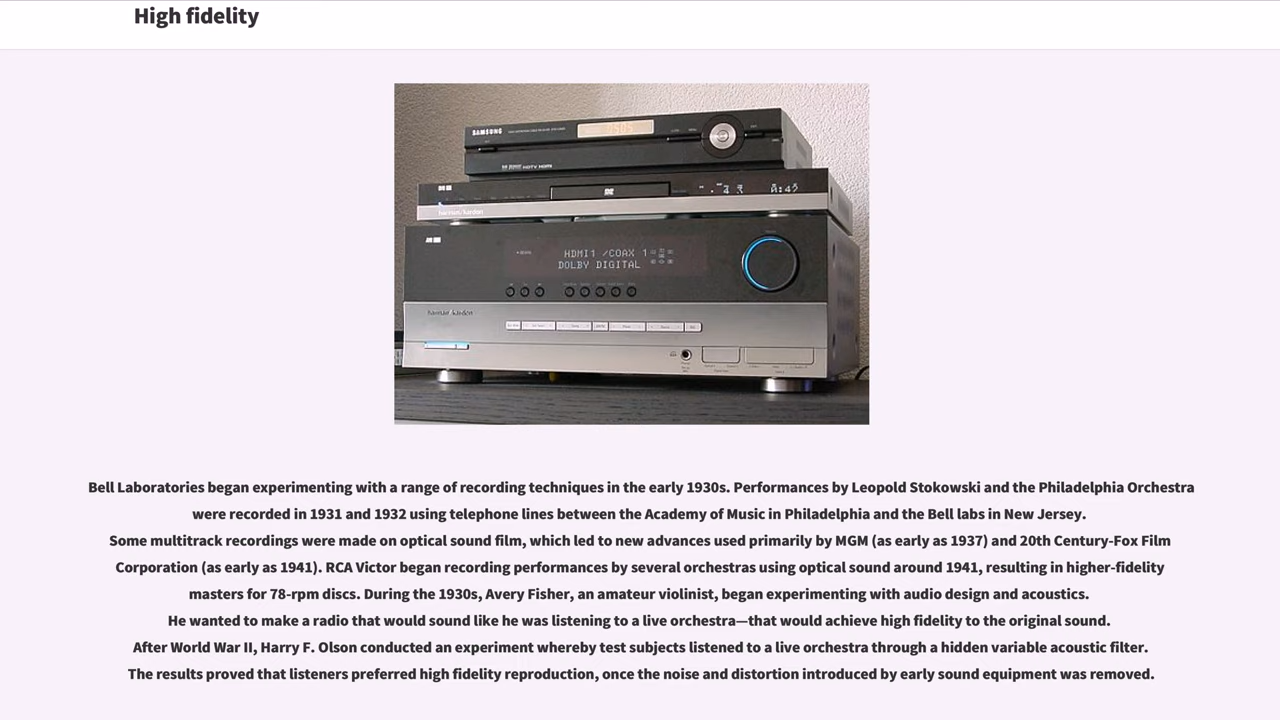 High fidelity
SAMSUNG
HDTV HDMI
harman/kardon
HDMI1 /COAX 1
DOLBY DIGITAL
harman/kardon
Bell Laboratories began experimenting with a range of recording techniques in the early 1930s. Performances by Leopold Stokowski and the Philadelphia Orchestra
were recorded in 1931 and 1932 using telephone lines between the Academy of Music in Philadelphia and the Bell labs in New Jersey.
Some multitrack recordings were made on optical sound film, which led to new advances used primarily by MGM (as early as 1937) and 20th Century-Fox Film
Corporation (as early as 1941). RCA Victor began recording performances by several orchestras using optical sound around 1941, resulting in higher-fidelity
masters for 78-rpm discs. During the 1930s, Avery Fisher, an amateur violinist, began experimenting with audio design and acoustics.
He wanted to make a radio that would sound like he was listening to a live orchestra—that would achieve high fidelity to the original sound.
After World War II, Harry F. Olson conducted an experiment whereby test subjects listened to a live orchestra through a hidden variable acoustic filter.
The results proved that listeners preferred high fidelity reproduction, once the noise and distortion introduced by early sound equipment was removed.